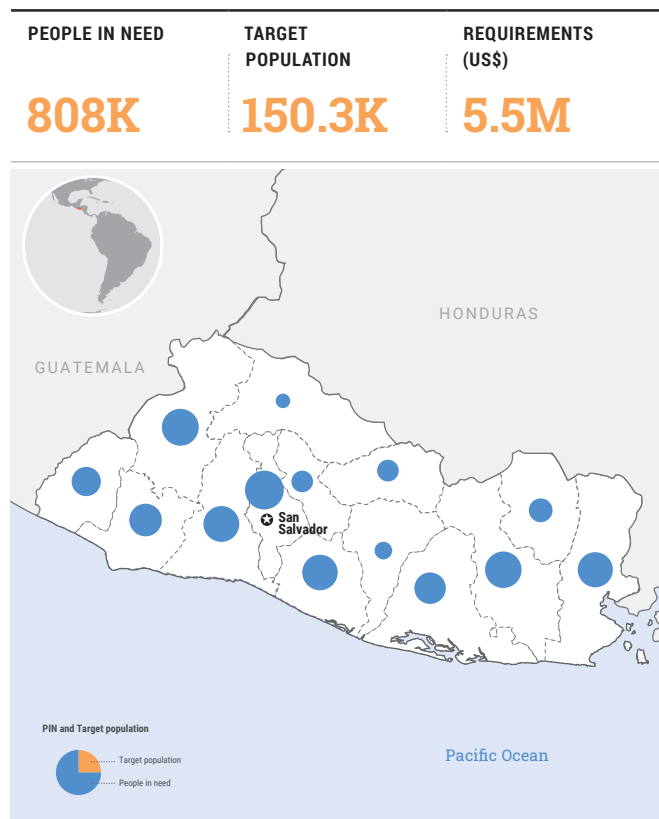 PEOPLE IN NEED
TARGET
POPULATION
REQUIREMENTS
(US$)
808K
150.3K
5.5M
HONDURAS
GUATEMALA
San
Salvador
PIN and Target population
Target population
People in need
Pacific Ocean